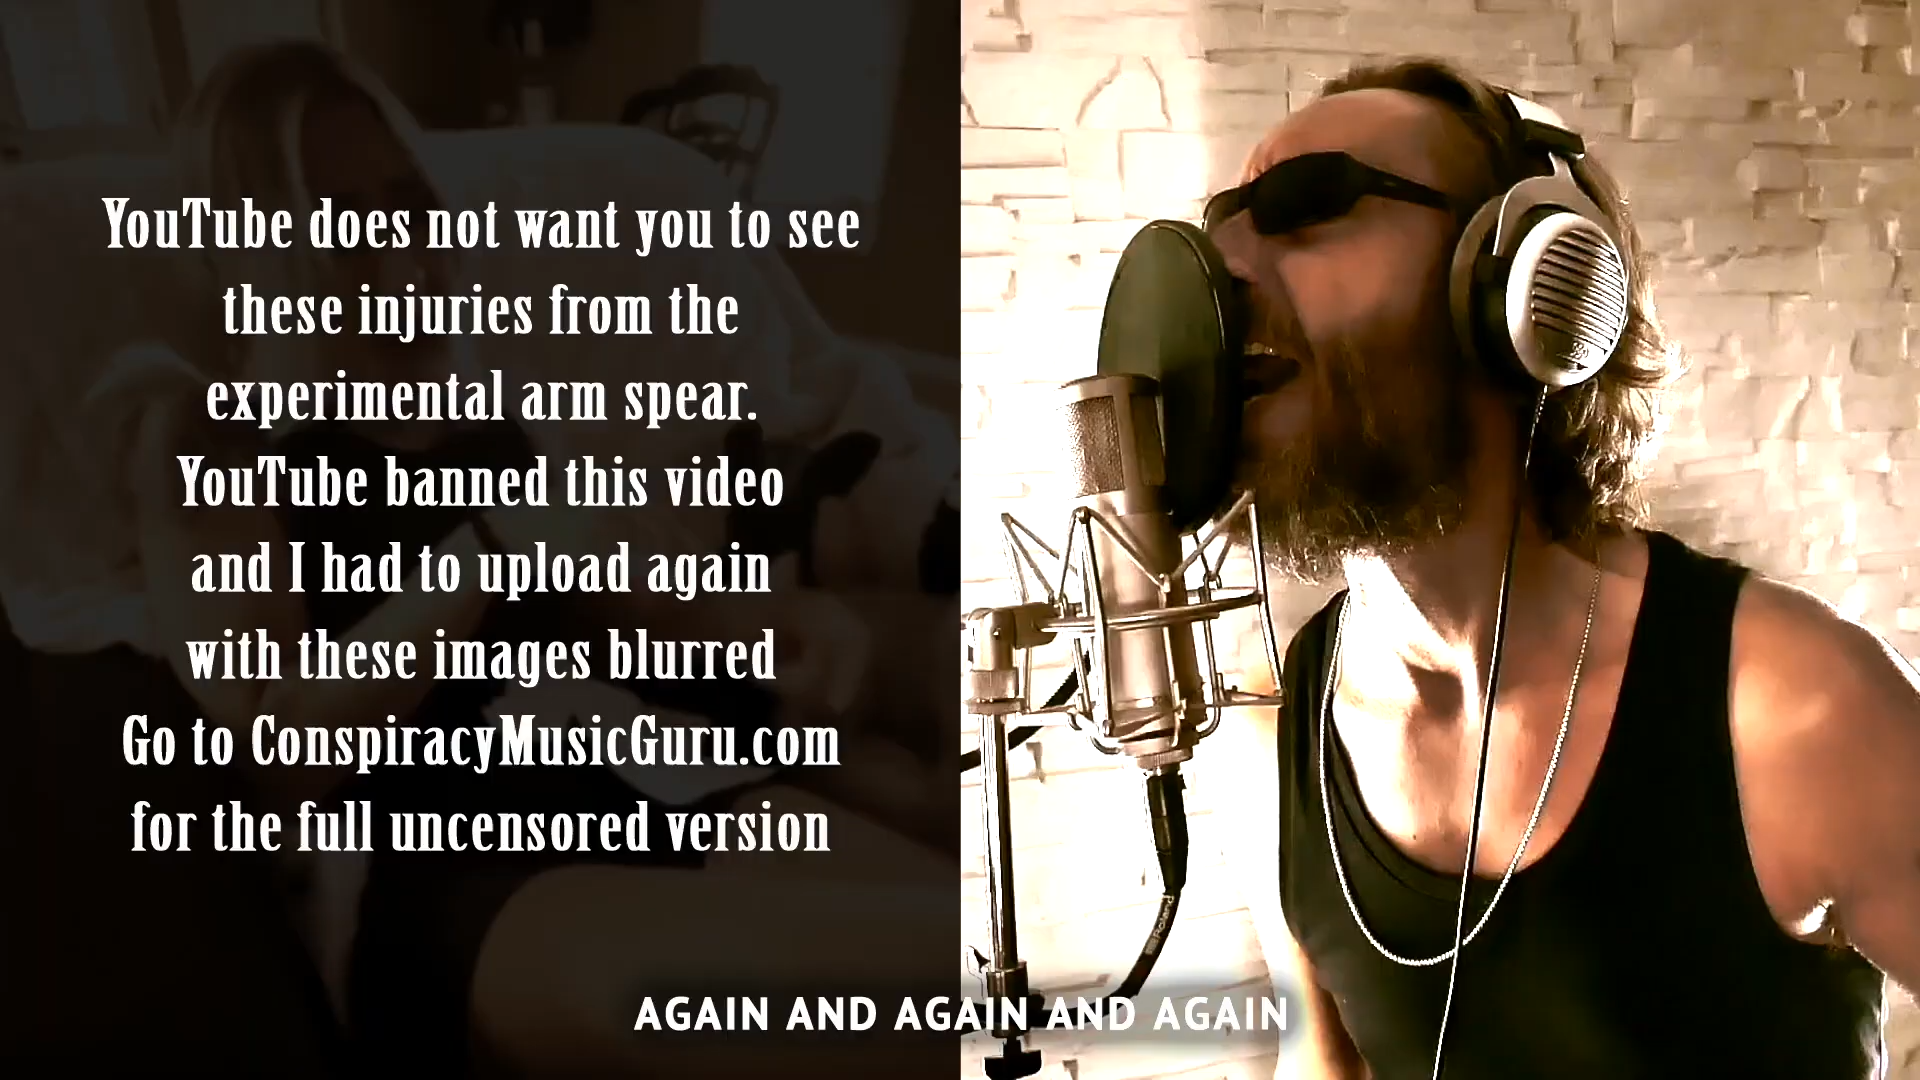 YouTube does not want you to see
these injuries from the
experimental arm spear.
YouTube banned this video
and I had to upload again
with these images blurred
Go to ConspiracyMusicGuru.com
for the full uncensored version
Roland
AGAIN AND AGAIN AND AGAIN